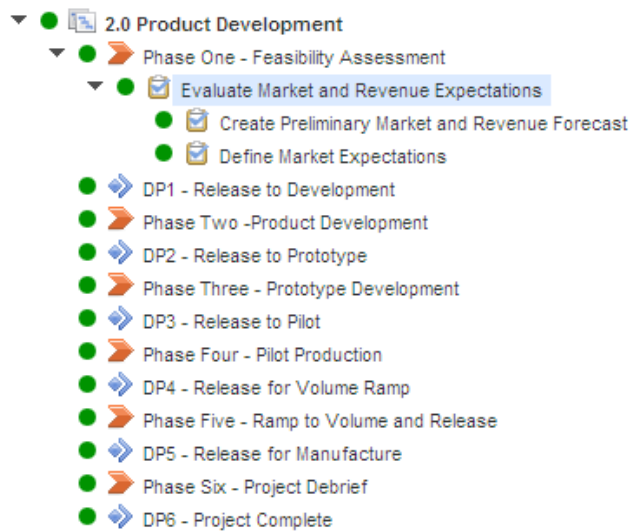 2.0 Product Development
Phase One - Feasibility Assessment
Evaluate Market and Revenue Expectations
Create Preliminary Market and Revenue Forecast
Define Market Expectations
DP1 - Release to Development
Phase Two -Product Development
DP2 - Release to Prototype
Phase Three - Prototype Development
DP3 - Release to Pilot
Phase Four - Pilot Production
DP4 - Release for Volume Ramp
Phase Five - Ramp to Volume and Release
DP5 - Release for Manufacture
Phase Six - Project Debrief
DP6 - Project Complete